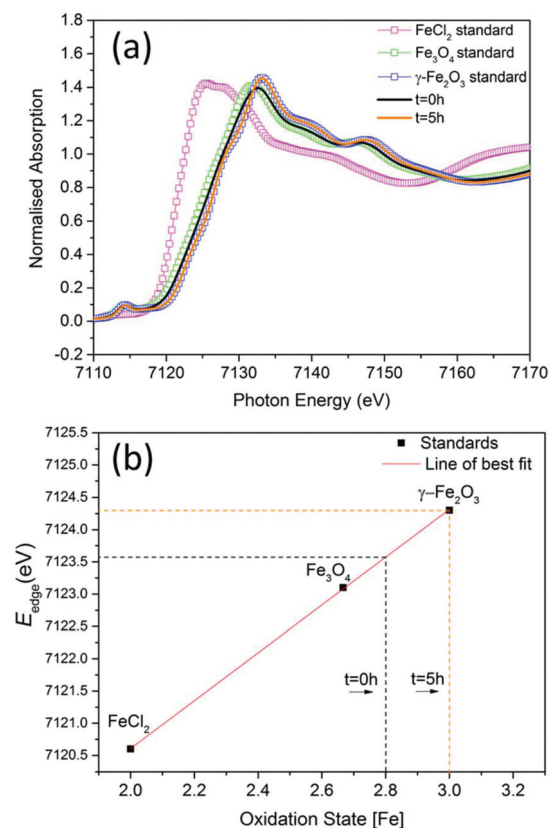 (a)
FeCl₂ standard
Fe₃O₄ standard
γ-Fe₂O₃ standard
t=0h
t=5h
Normalised Absorption
1.8
1.6
1.4
1.2
1.0
0.8
0.6
0.4
0.2
0.0
-0.2
7110 7120 7130 7140 7150 7160 7170
Photon Energy (eV)
(b)
Standards
Line of best fit
γ–Fe₂O₃
Fe₃O₄
FeCl₂
t=0h
t=5h
E edge (eV)
7125.5
7125.0
7124.5
7124.0
7123.5
7123.0
7122.5
7122.0
7121.5
7121.0
7120.5
2.0 2.2 2.4 2.6 2.8 3.0 3.2
Oxidation State [Fe]